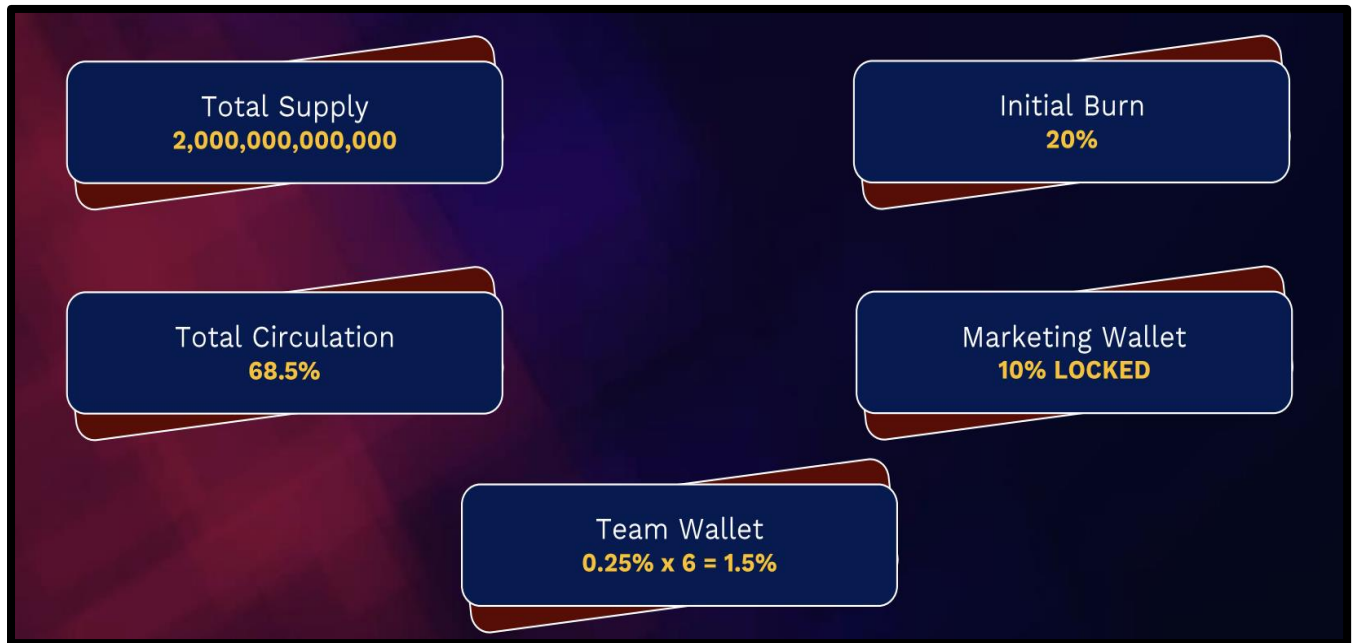 Total Supply
2,000,000,000,000
Initial Burn
20%
Total Circulation
68.5%
Marketing Wallet
10% LOCKED
Team Wallet
0.25% x 6 = 1.5%